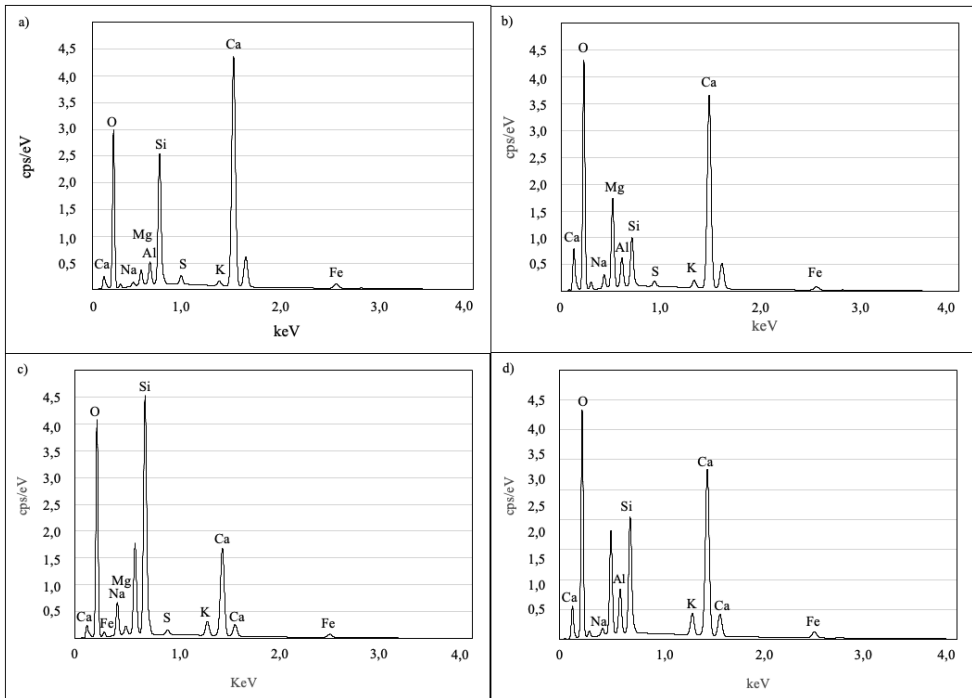 a)
4,5
4,0
3,5
3,0
2,5
2,0
1,5
1,0
0,5
cps/eV
Ca
O
Si
Mg
Al
Ca
Na
S
K
Fe
0
1,0
2,0
3,0
4,0
keV
b)
4,5
4,0
3,5
3,0
2,5
2,0
1,5
1,0
0,5
cps/eV
O
Ca
Mg
Si
Ca
Al
Na
S
K
Fe
0
1,0
2,0
3,0
4,0
keV
c)
4,5
4,0
3,5
3,0
2,5
2,0
1,5
1,0
0,5
cps/eV
Si
O
Ca
Mg
Na
Ca
Fe
S
K
Ca
Fe
0
1,0
2,0
3,0
4,0
KeV
d)
4,5
4,0
3,5
3,0
2,5
2,0
1,5
1,0
0,5
cps/eV
O
Ca
Si
Al
Ca
Na
K
Ca
Fe
0
1,0
2,0
3,0
4,0
keV